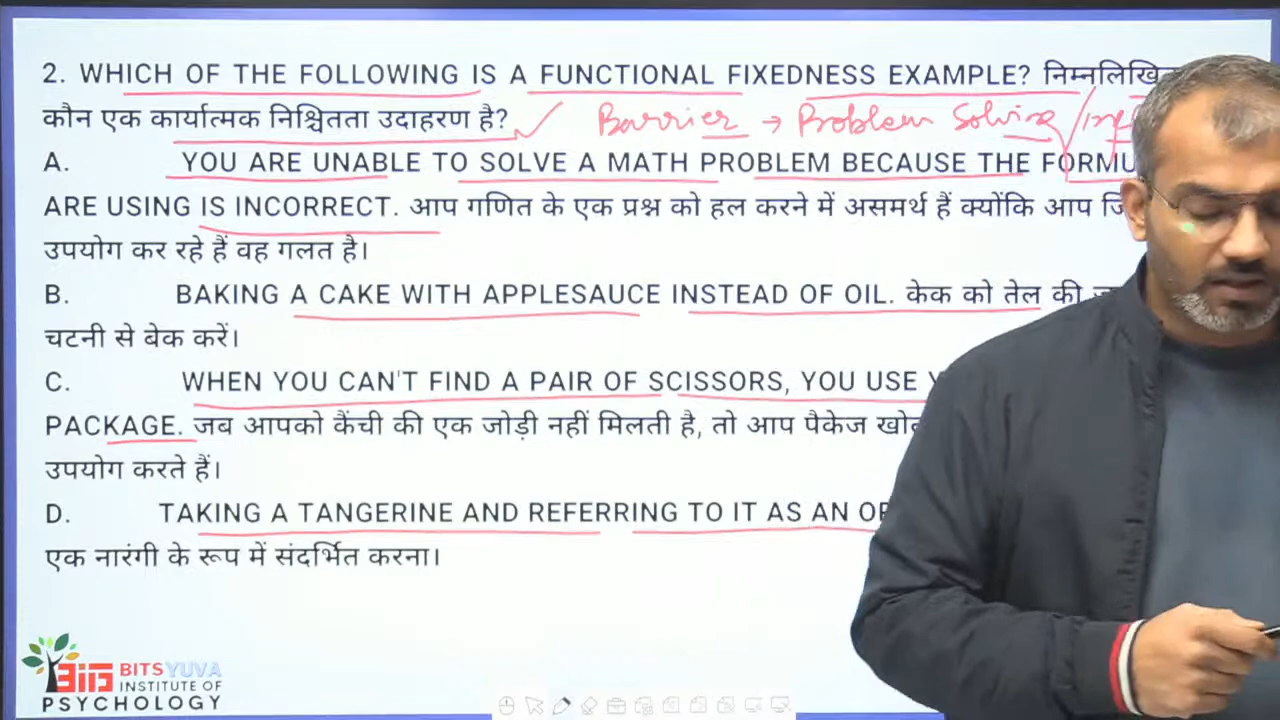 2. WHICH OF THE FOLLOWING IS A FUNCTIONAL FIXEDNESS EXAMPLE?
कौन एक कार्यात्मक निश्चितता उदाहरण है? Barrier → Problem Solving /
A. YOU ARE UNABLE TO SOLVE A MATH PROBLEM BECAUSE THE
ARE USING IS INCORRECT. आप गणित के एक प्रश्न को हल करने में असमर्थ हैं क्योंकि आप
उपयोग कर रहे हैं वह गलत है।
B. BAKING A CAKE WITH APPLESAUCE INSTEAD OF OIL. केक को तेल की
चटनी से बेक करें।
C. WHEN YOU CAN'T FIND A PAIR OF SCISSORS, YOU USE
PACKAGE. जब आपको कैंची की एक जोड़ी नहीं मिलती है, तो आप पैकेज
उपयोग करते हैं।
D. TAKING A TANGERINE AND REFERRING TO IT AS AN
एक नारंगी के रूप में संदर्भित करना।
BITS YUVA
INSTITUTE OF
PSYCHOLOGY